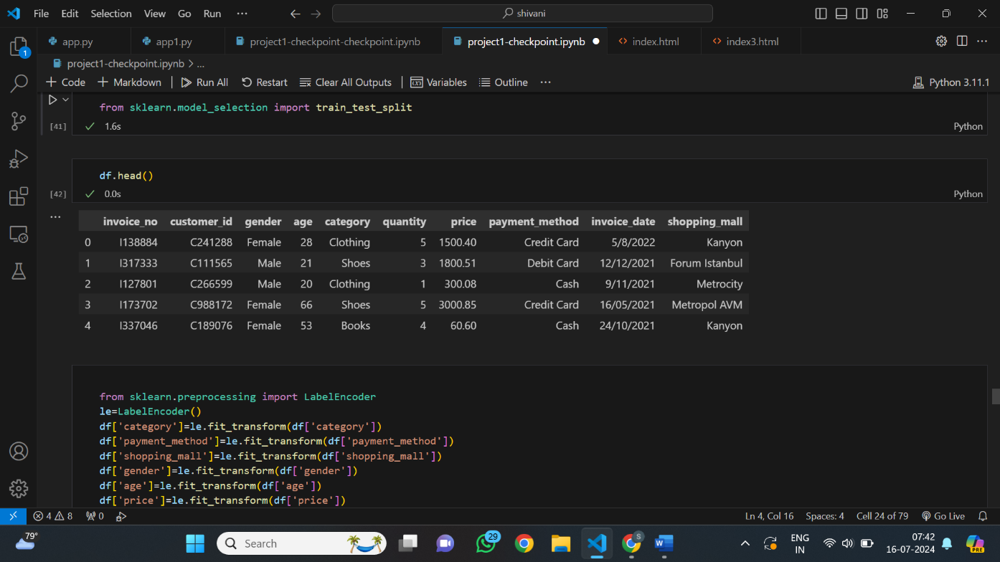 File Edit Selection View Go Run ··· shivani
app.py app1.py project1-checkpoint-checkpoint.ipynb project1-checkpoint.ipynb index.html index3.html
1
project1-checkpoint.ipynb > ...
+ Code + Markdown Run All Restart Clear All Outputs Variables Outline ··· Python 3.11.1
from sklearn.model_selection import train_test_split
[41] 1.6s Python
df.head()
[42] 0.0s Python
invoice_no customer_id gender age category quantity price payment_method invoice_date shopping_mall
0 I138884 C241288 Female 28 Clothing 5 1500.40 Credit Card 5/8/2022 Kanyon
1 I317333 C111565 Male 21 Shoes 3 1800.51 Debit Card 12/12/2021 Forum Istanbul
2 I127801 C266599 Male 20 Clothing 1 300.08 Cash 9/11/2021 Metrocity
3 I173702 C988172 Female 66 Shoes 5 3000.85 Credit Card 16/05/2021 Metropol AVM
4 I337046 C189076 Female 53 Books 4 60.60 Cash 24/10/2021 Kanyon
from sklearn.preprocessing import LabelEncoder
le=LabelEncoder()
df['category']=le.fit_transform(df['category'])
df['payment_method']=le.fit_transform(df['payment_method'])
df['shopping_mall']=le.fit_transform(df['shopping_mall'])
df['gender']=le.fit_transform(df['gender'])
df['age']=le.fit_transform(df['age'])
df['price']=le.fit_transform(df['price'])
4 8 0 Ln 4, Col 16 Spaces: 4 Cell 24 of 79 Go Live
79° Search 29 S W ENG 07:42
IN 16-07-2024 PRE